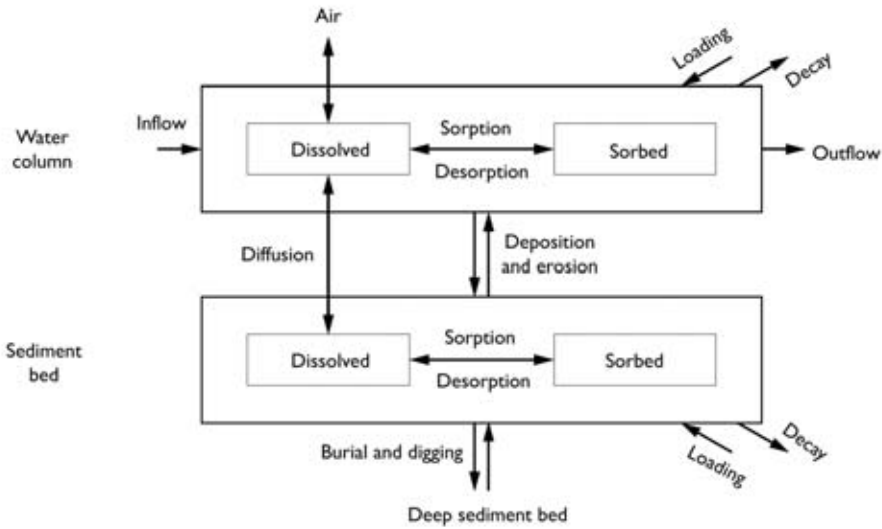 Air
Loading
Decay
Inflow
Water
column
Dissolved
Sorption
Desorption
Sorbed
Outflow
Diffusion
Deposition
and erosion
Sediment
bed
Dissolved
Sorption
Desorption
Sorbed
Burial and digging
Loading
Decay
Deep sediment bed